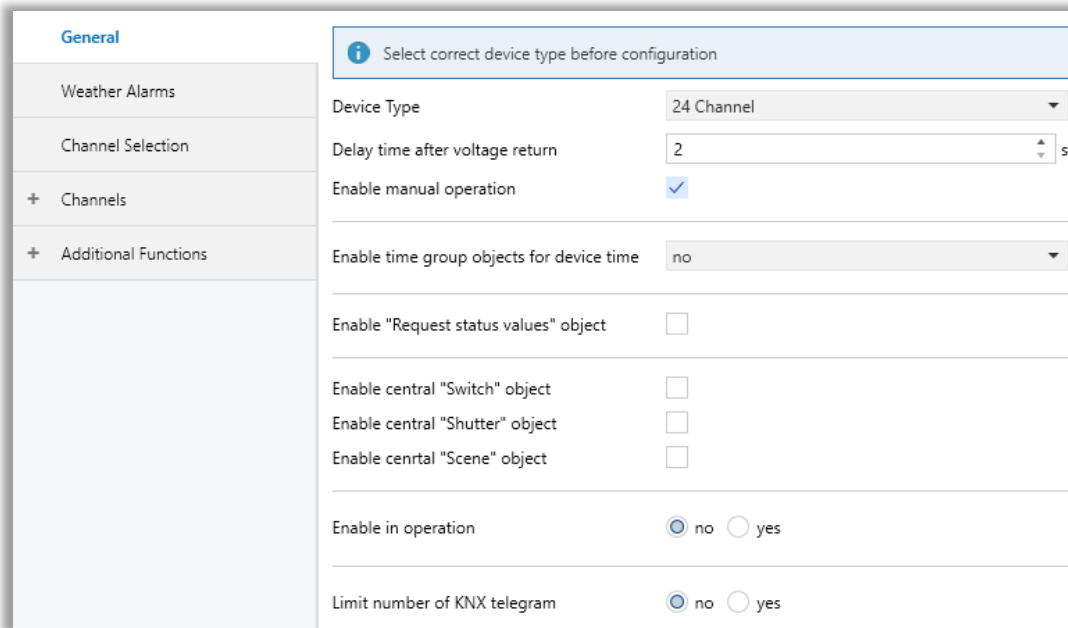 General
Weather Alarms
Channel Selection
+ Channels
+ Additional Functions
Select correct device type before configuration
Device Type 24 Channel
Delay time after voltage return 2 s
Enable manual operation
Enable time group objects for device time no
Enable "Request status values" object
Enable central "Switch" object
Enable central "Shutter" object
Enable cenrtal "Scene" object
Enable in operation no yes
Limit number of KNX telegram no yes